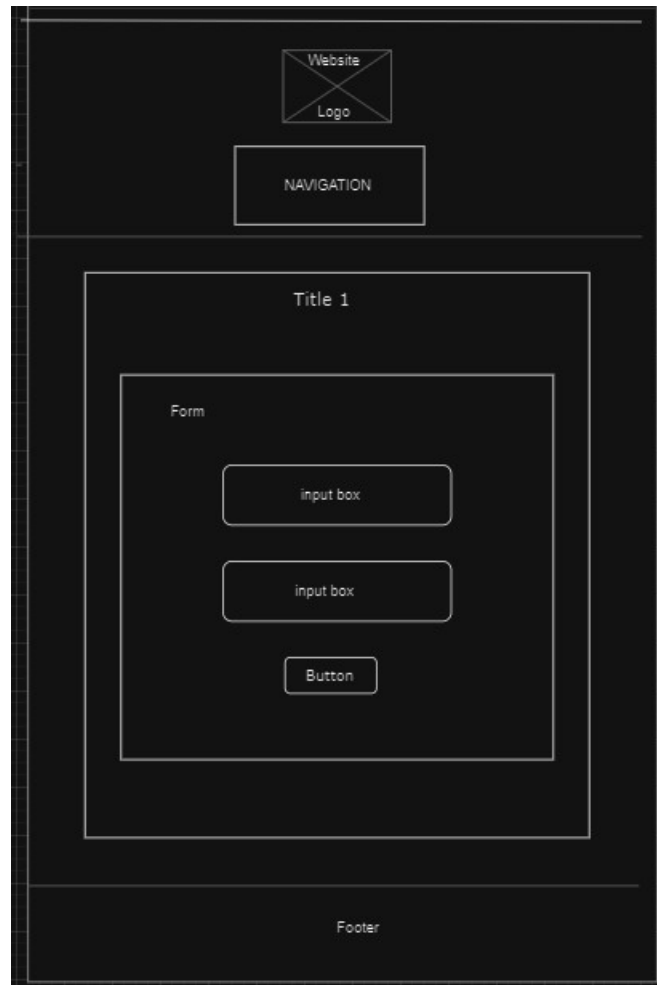 Website
Logo
NAVIGATION
Title 1
Form
input box
input box
Button
Footer